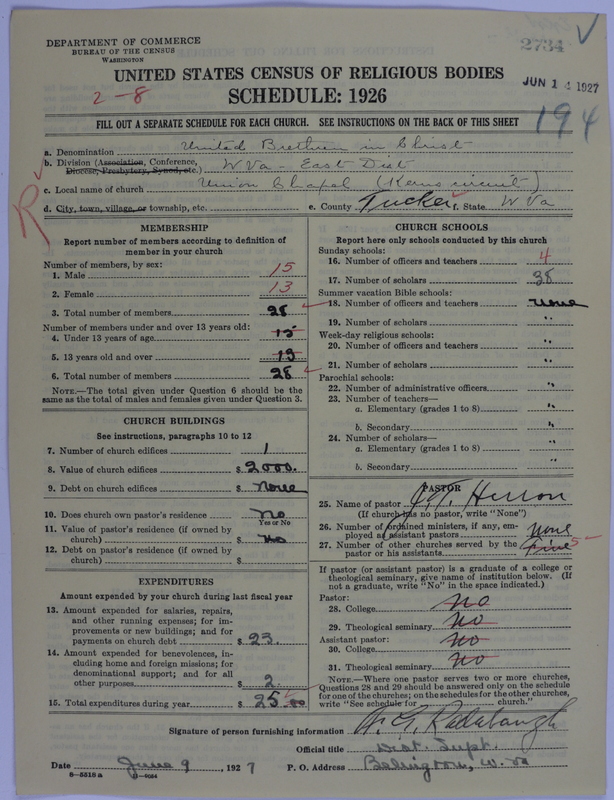 DEPARTMENT OF COMMERCE
BUREAU OF THE CENSUS
WASHINGTON
2734
UNITED STATES CENSUS OF RELIGIOUS BODIES
JUN 14 1927
2-8
SCHEDULE: 1926
FILL OUT A SEPARATE SCHEDULE FOR EACH CHURCH. SEE INSTRUCTIONS ON THE BACK OF THIS SHEET
194
a. Denomination United Brethren in Christ
b. Division (Association, Conference, Diocese, Presbytery, Synod, etc.) W Va - East Dist
c. Local name of church Union Chapel (Kerns circuit)
R
d. City, town, village, or township, etc. e. County Tucker f. State W Va
MEMBERSHIP
Report number of members according to definition of
member in your church
Number of members, by sex:
1. Male 15
2. Female 13
3. Total number of members 28
Number of members under and over 13 years old:
4. Under 13 years of age 15
5. 13 years old and over 13
6. Total number of members 28
NOTE.—The total given under Question 6 should be the
same as the total of males and females given under Question 3.
CHURCH BUILDINGS
See instructions, paragraphs 10 to 12
7. Number of church edifices 1
8. Value of church edifices $ 2000.
9. Debt on church edifices $ None
10. Does church own pastor's residence No
Yes or No
11. Value of pastor's residence (if owned by
church) $ No
12. Debt on pastor's residence (if owned by
church) $
EXPENDITURES
Amount expended by your church during last fiscal year
13. Amount expended for salaries, repairs,
and other running expenses; for im-
provements or new buildings; and for
payments on church debt $ 23.
14. Amount expended for benevolences, in-
cluding home and foreign missions; for
denominational support; and for all
other purposes $ 2.
15. Total expenditures during year $ 25.00
CHURCH SCHOOLS
Report here only schools conducted by this church
Sunday schools:
16. Number of officers and teachers 4
17. Number of scholars 38
Summer vacation Bible schools:
18. Number of officers and teachers none
19. Number of scholars "
Week-day religious schools:
20. Number of officers and teachers "
21. Number of scholars "
Parochial schools:
22. Number of administrative officers "
23. Number of teachers—
a. Elementary (grades 1 to 8) "
b. Secondary "
24. Number of scholars—
a. Elementary (grades 1 to 8) "
b. Secondary "
PASTOR
25. Name of pastor Herron
(If church has no pastor, write "None")
26. Number of ordained ministers, if any, em-
ployed as assistant pastors none
27. Number of other churches served by the
pastor or his assistants five 5
If pastor (or assistant pastor) is a graduate of a college or
theological seminary, give name of institution below. (If
not a graduate, write "No" in the space indicated.)
Pastor:
28. College No
29. Theological seminary No
Assistant pastor:
30. College No
31. Theological seminary No
NOTE.—Where one pastor serves two or more churches,
Questions 28 and 29 should be answered only on the schedule
for one of the churches; on the schedules for the other churches,
write "See schedule for church."
Signature of person furnishing information Radabaugh
Official title Dist. Supt.
Date June 9, 1927 P. O. Address Belington, W. Va
8-5516 a